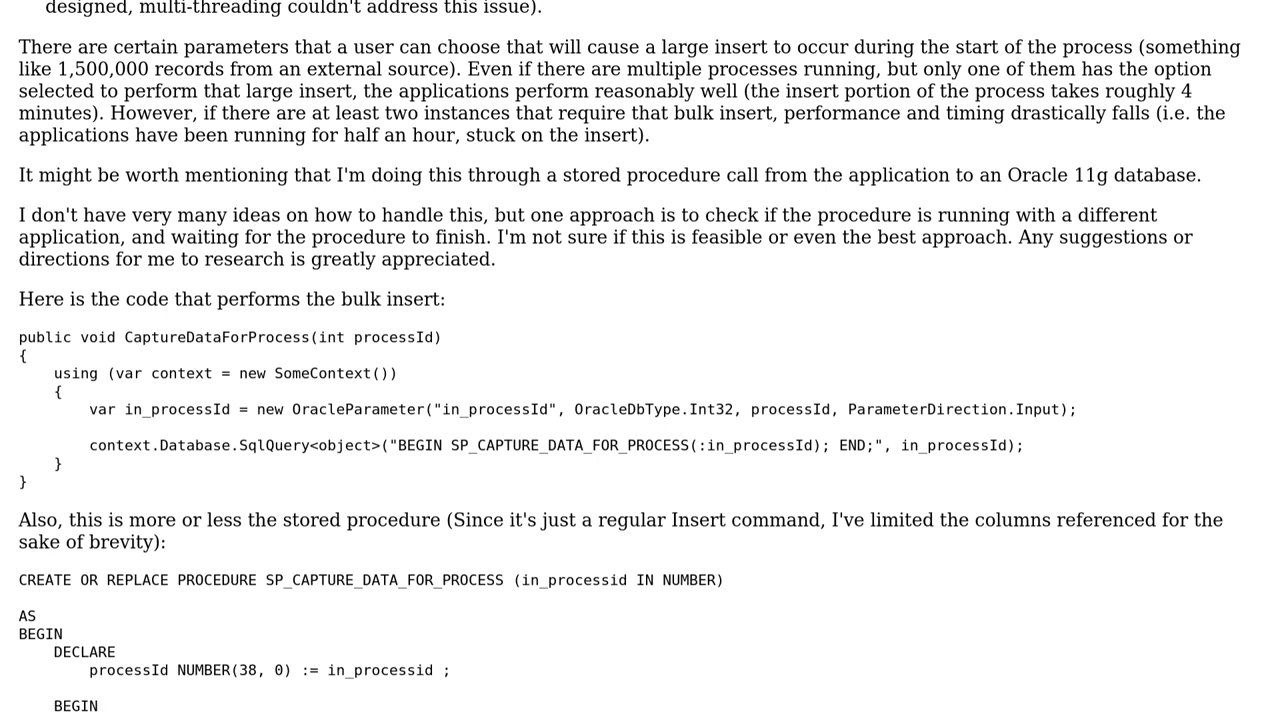 designed, multi-threading couldn't address this issue).
There are certain parameters that a user can choose that will cause a large insert to occur during the start of the process (something
like 1,500,000 records from an external source). Even if there are multiple processes running, but only one of them has the option
selected to perform that large insert, the applications perform reasonably well (the insert portion of the process takes roughly 4
minutes). However, if there are at least two instances that require that bulk insert, performance and timing drastically falls (i.e. the
applications have been running for half an hour, stuck on the insert).
It might be worth mentioning that I'm doing this through a stored procedure call from the application to an Oracle 11g database.
I don't have very many ideas on how to handle this, but one approach is to check if the procedure is running with a different
application, and waiting for the procedure to finish. I'm not sure if this is feasible or even the best approach. Any suggestions or
directions for me to research is greatly appreciated.
Here is the code that performs the bulk insert:
public void CaptureDataForProcess(int processId)
{
    using (var context = new SomeContext())
    {
        var in_processId = new OracleParameter("in_processId", OracleDbType.Int32, processId, ParameterDirection.Input);
        context.Database.SqlQuery<object>("BEGIN SP_CAPTURE_DATA_FOR_PROCESS(:in_processId); END;", in_processId);
    }
}
Also, this is more or less the stored procedure (Since it's just a regular Insert command, I've limited the columns referenced for the
sake of brevity):
CREATE OR REPLACE PROCEDURE SP_CAPTURE_DATA_FOR_PROCESS (in_processid IN NUMBER)
AS
BEGIN
    DECLARE
        processId NUMBER(38, 0) := in_processid ;
    BEGIN